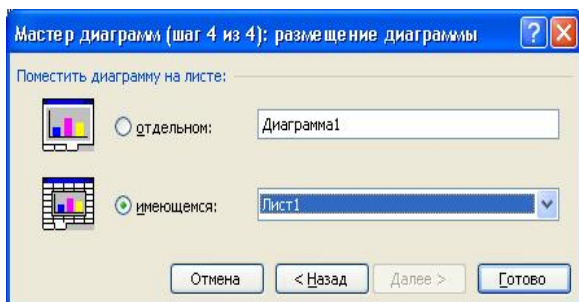 Мастер диаграмм (шаг 4 из 4): размещение диаграммы
Поместить диаграмму на листе:
отдельном: Диаграмма1
имеющемся: Лист1
Отмена < Назад Далее > Готово